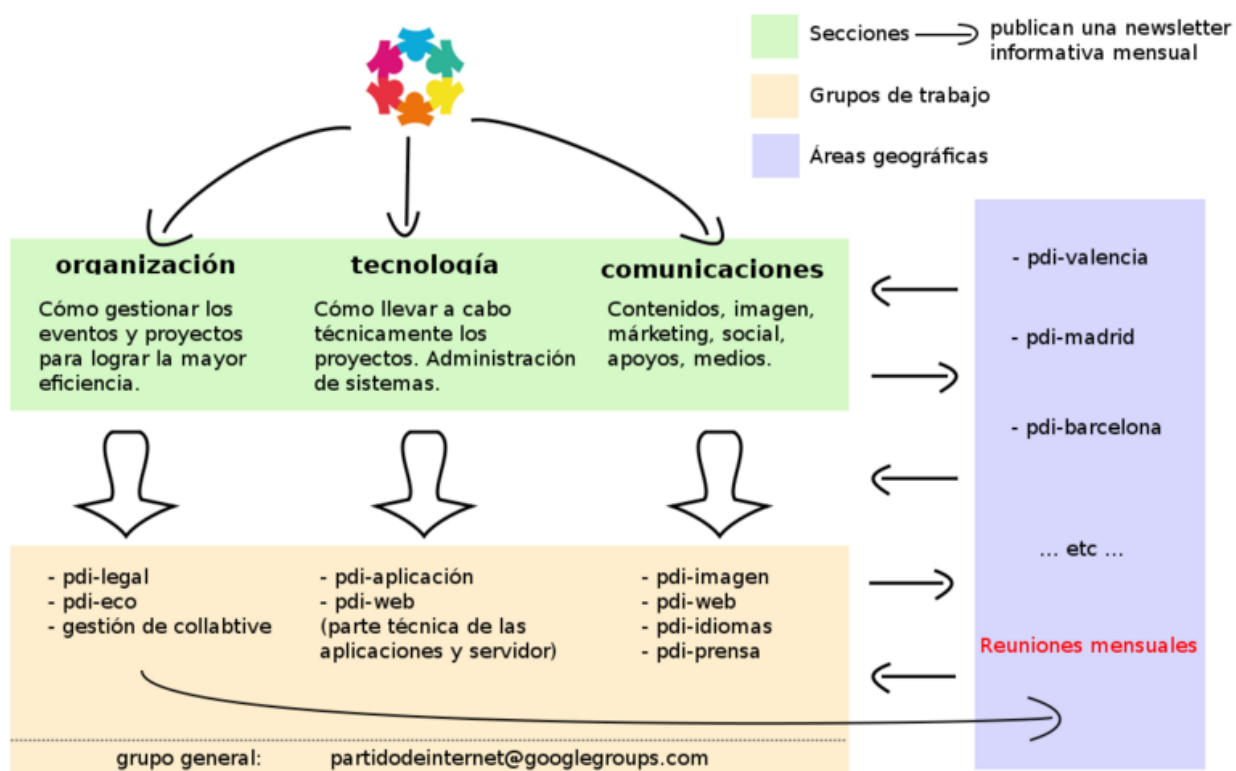 Secciones
publican una newsletter
informativa mensual
Grupos de trabajo
Áreas geográficas
organización
Cómo gestionar los
eventos y proyectos
para lograr la mayor
eficiencia.
tecnología
Cómo llevar a cabo
técnicamente los
proyectos. Administración
de sistemas.
comunicaciones
Contenidos, imagen,
márketing, social,
apoyos, medios.
- pdi-valencia
- pdi-madrid
- pdi-barcelona
... etc ...
Reuniones mensuales
- pdi-legal
- pdi-eco
- gestión de collabtive
- pdi-aplicación
- pdi-web
(parte técnica de las
aplicaciones y servidor)
- pdi-imagen
- pdi-web
- pdi-idiomas
- pdi-prensa
grupo general: partidodeinternet@googlegroups.com